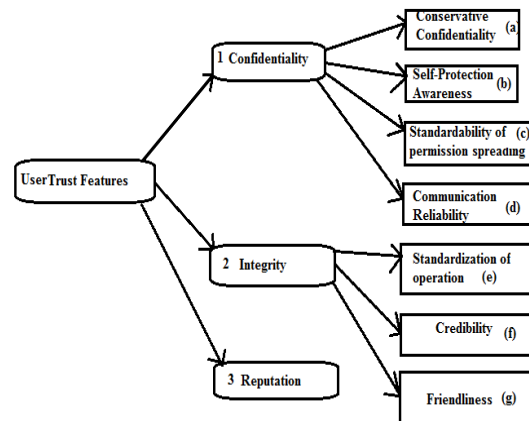 UserTrust Features
1 Confidentiality
Conservative
Confidentiality (a)
Self-Protection
Awareness (b)
Standardability of (c)
permission spreading
Communication
Reliability (d)
2 Integrity
Standardization of
operation (e)
Credibility (f)
Friendliness (g)
3 Reputation